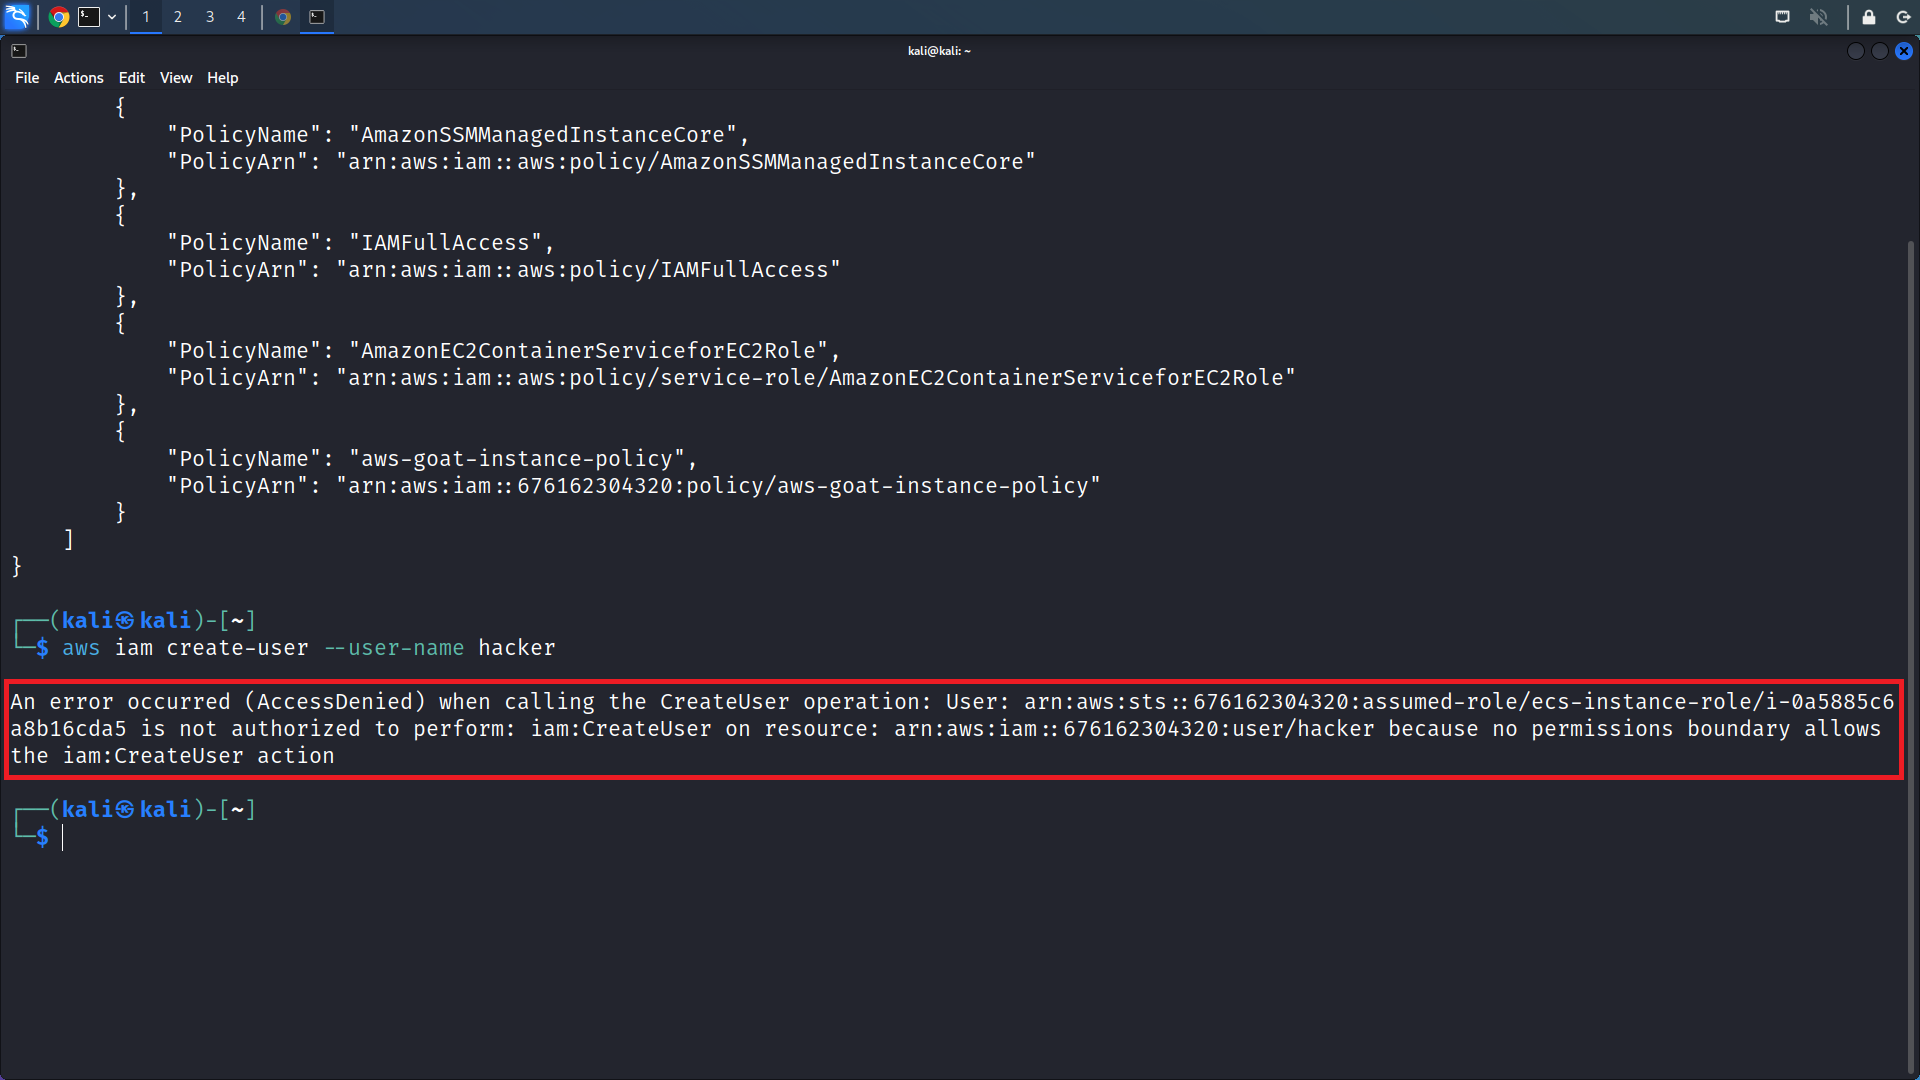 1 2 3 4
kali@kali: ~
File Actions Edit View Help
{
"PolicyName": "AmazonSSMManagedInstanceCore",
"PolicyArn": "arn:aws:iam::aws:policy/AmazonSSMManagedInstanceCore"
},
{
"PolicyName": "IAMFullAccess",
"PolicyArn": "arn:aws:iam::aws:policy/IAMFullAccess"
},
{
"PolicyName": "AmazonEC2ContainerServiceforEC2Role",
"PolicyArn": "arn:aws:iam::aws:policy/service-role/AmazonEC2ContainerServiceforEC2Role"
},
{
"PolicyName": "aws-goat-instance-policy",
"PolicyArn": "arn:aws:iam::676162304320:policy/aws-goat-instance-policy"
}
]
}
┌──(kali㉿kali)-[~]
└─$ aws iam create-user --user-name hacker
An error occurred (AccessDenied) when calling the CreateUser operation: User: arn:aws:sts::676162304320:assumed-role/ecs-instance-role/i-0a5885c6
a8b16cda5 is not authorized to perform: iam:CreateUser on resource: arn:aws:iam::676162304320:user/hacker because no permissions boundary allows
the iam:CreateUser action
┌──(kali㉿kali)-[~]
└─$